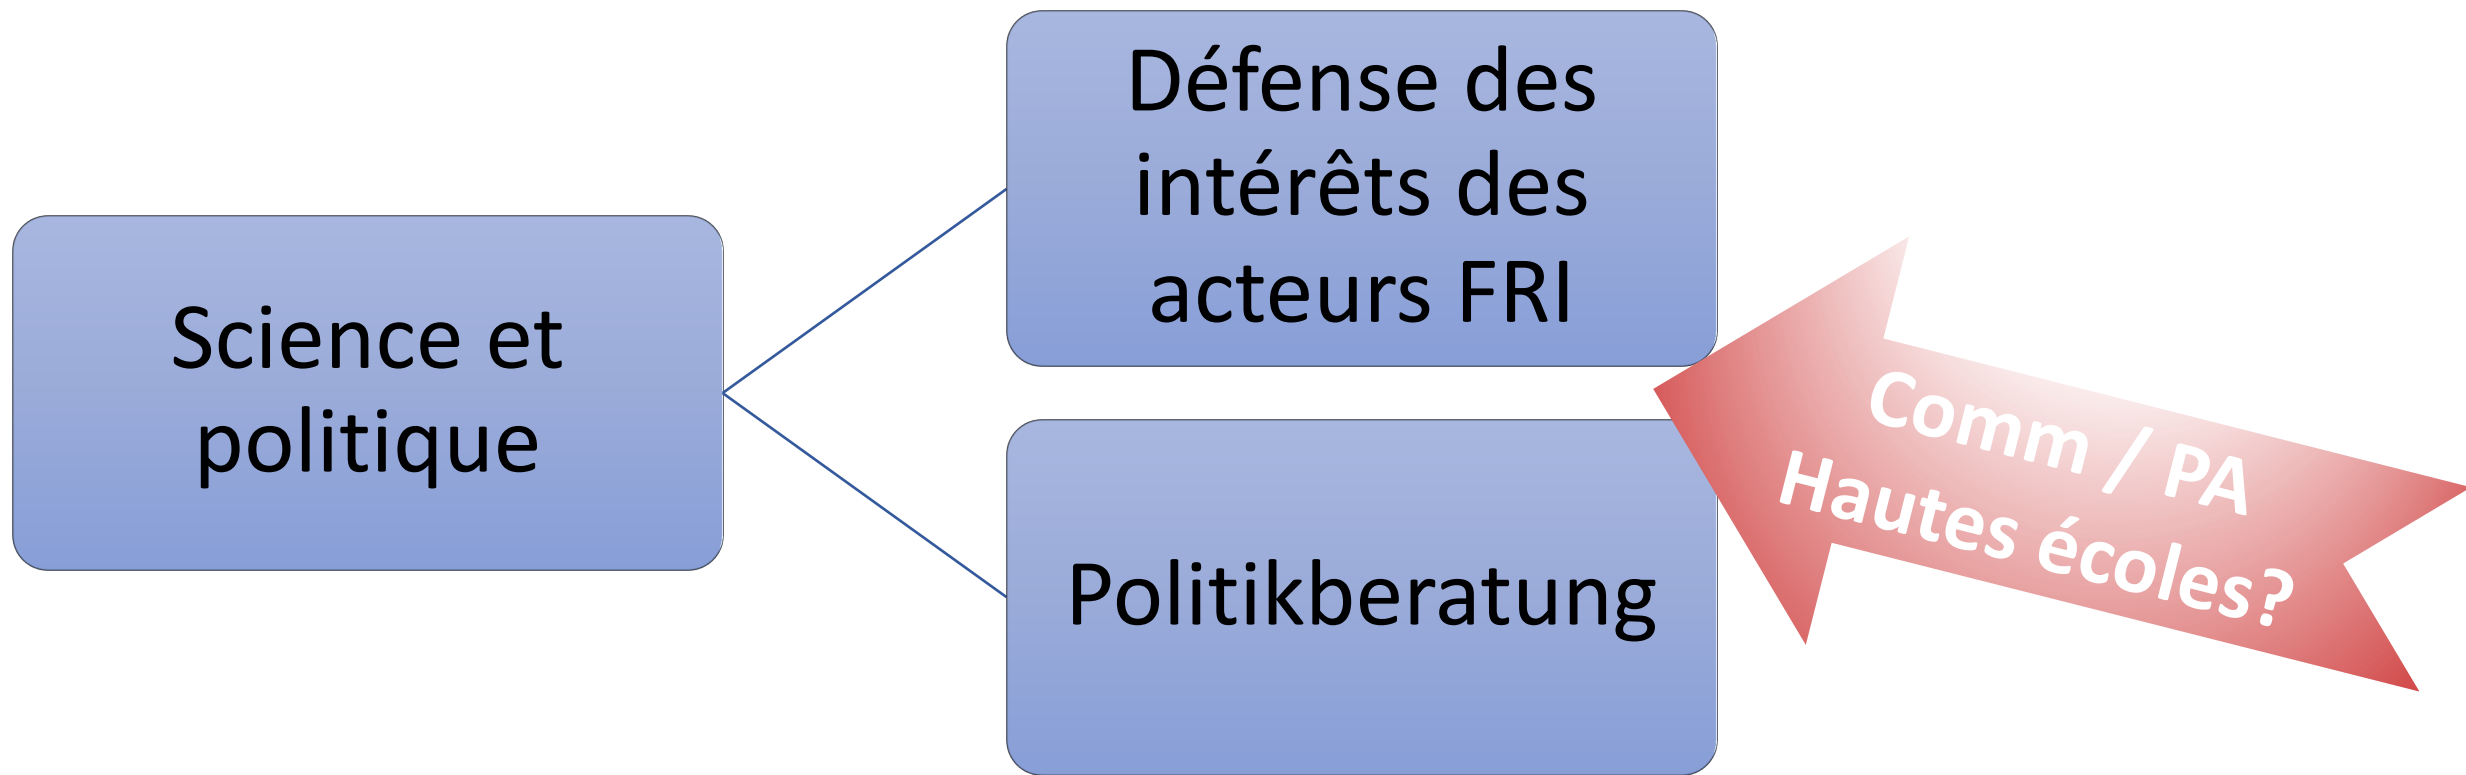 Science et
politique
Défense des
intérêts des
acteurs FRI
Politikberatung
Comm / PA
Hautes écoles?